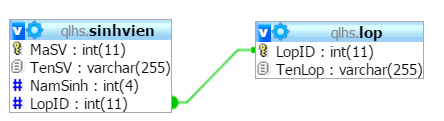 qlhs.sinhvien
MaSV : int(11)
TenSV : varchar(255)
NamSinh : int(4)
LopID : int(11)
qlhs.lop
LopID : int(11)
TenLop : varchar(255)